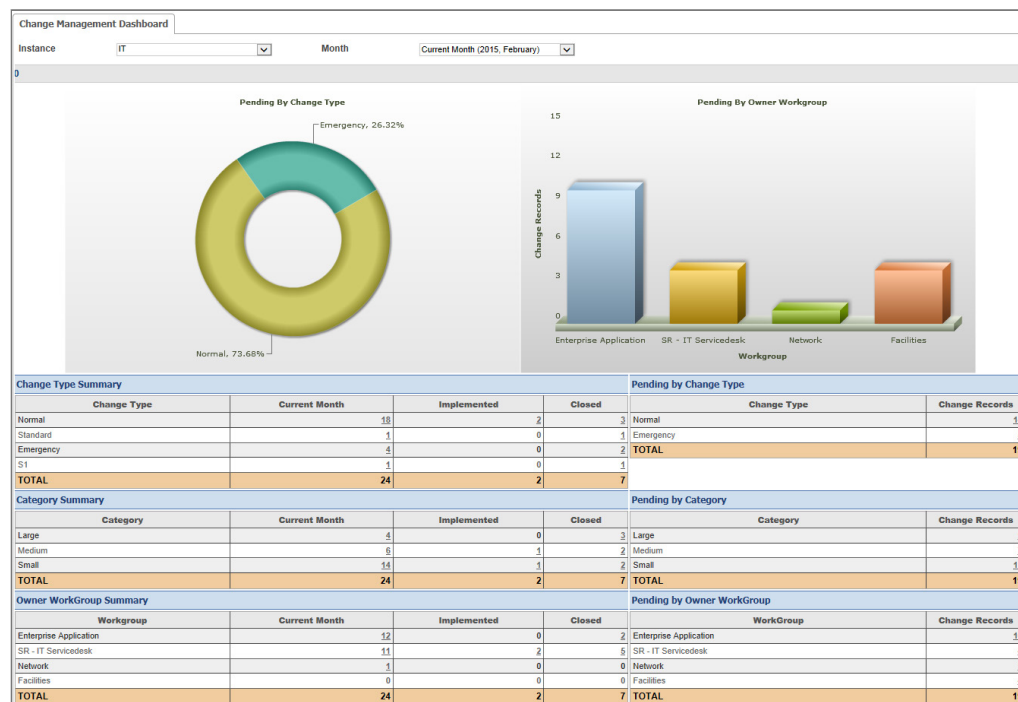 Change Management Dashboard
Instance IT Month Current Month (2015, February)
0
Pending By Change Type
Emergency, 26.32%
Normal, 73.68%
Pending By Owner Workgroup
15
12
9
6
3
0
Change Records
Enterprise Application SR - IT Servicedesk Network Facilities
Workgroup
Change Type Summary
Change Type Current Month Implemented Closed
Normal 18 2 3
Standard 1 0 1
Emergency 4 0 2
S1 1 0 1
TOTAL 24 2 7
Pending by Change Type
Change Type Change Records
Normal 1
Emergency
TOTAL 1
Category Summary
Category Current Month Implemented Closed
Large 4 0 3
Medium 6 1 2
Small 14 1 2
TOTAL 24 2 7
Pending by Category
Category Change Records
Large
Medium
Small 1
TOTAL 1
Owner WorkGroup Summary
Workgroup Current Month Implemented Closed
Enterprise Application 12 0 2
SR - IT Servicedesk 11 2 5
Network 1 0 0
Facilities 0 0 0
TOTAL 24 2 7
Pending by Owner WorkGroup
WorkGroup Change Records
Enterprise Application 1
SR - IT Servicedesk
Network
Facilities
TOTAL 1